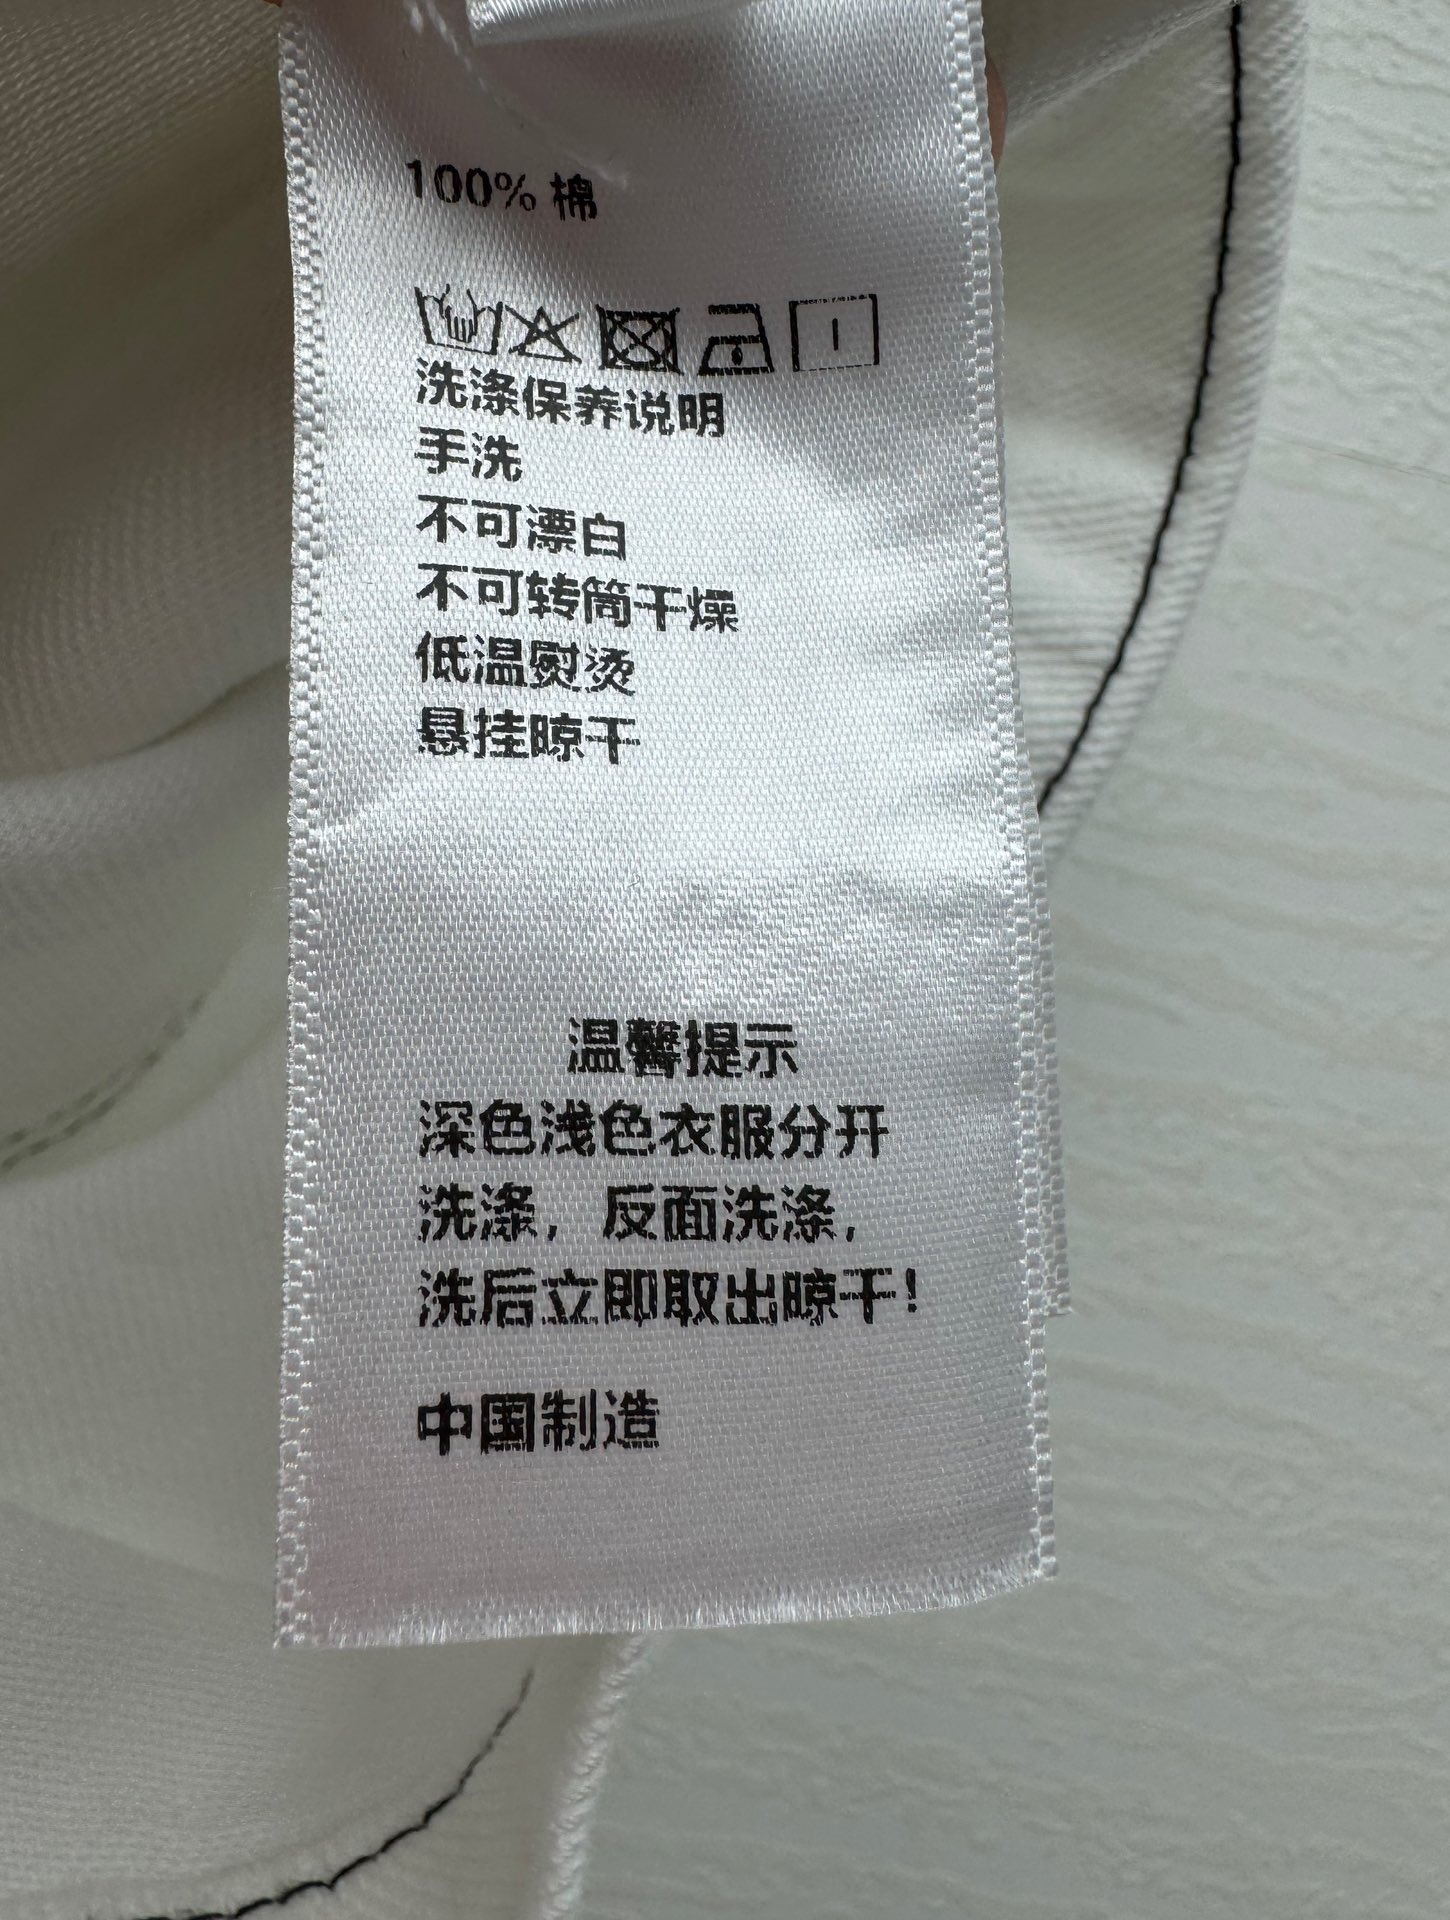 100% 棉
洗涤保养说明
手洗
不可漂白
不可转筒干燥
低温熨烫
悬挂晾干
温馨提示
深色浅色衣服分开
洗涤，反面洗涤，
洗后立即取出晾干！
中国制造